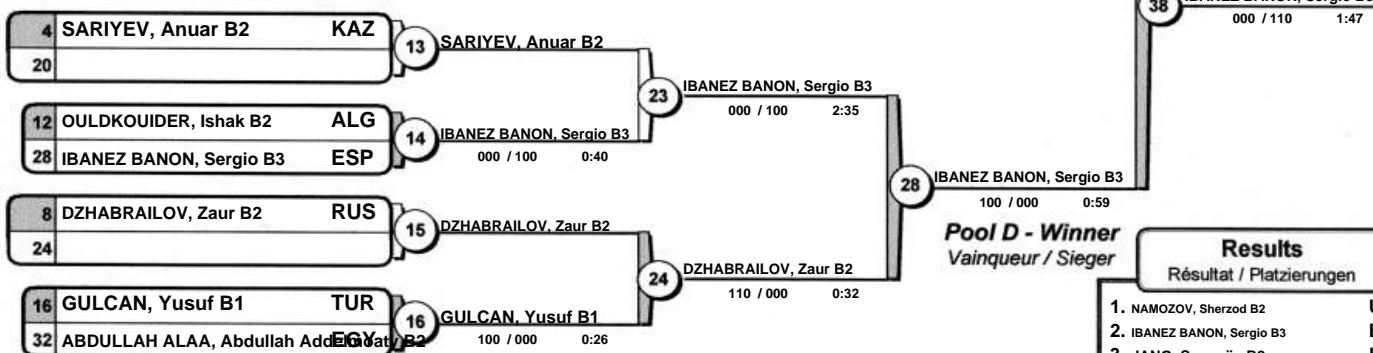 38
000 / 110 1:47
4 SARIYEV, Anuar B2 KAZ
20
13 SARIYEV, Anuar B2
12 OULDKOUIDER, Ishak B2 ALG
28 IBANEZ BANON, Sergio B3 ESP
14 IBANEZ BANON, Sergio B3
000 / 100 0:40
23 IBANEZ BANON, Sergio B3
000 / 100 2:35
8 DZHABRAILOV, Zaur B2 RUS
24
15 DZHABRAILOV, Zaur B2
16 GULCAN, Yusuf B1 TUR
32 ABDULLAH ALAA, Abdullah Addelmoaty B2 EGY
16 GULCAN, Yusuf B1
100 / 000 0:26
24 DZHABRAILOV, Zaur B2
110 / 000 0:32
28 IBANEZ BANON, Sergio B3
100 / 000 0:59
Pool D - Winner
Vainqueur / Sieger
Results
Résultat / Platzierungen
1. NAMOZOV, Sherzod B2
2. IBANEZ BANON, Sergio B3